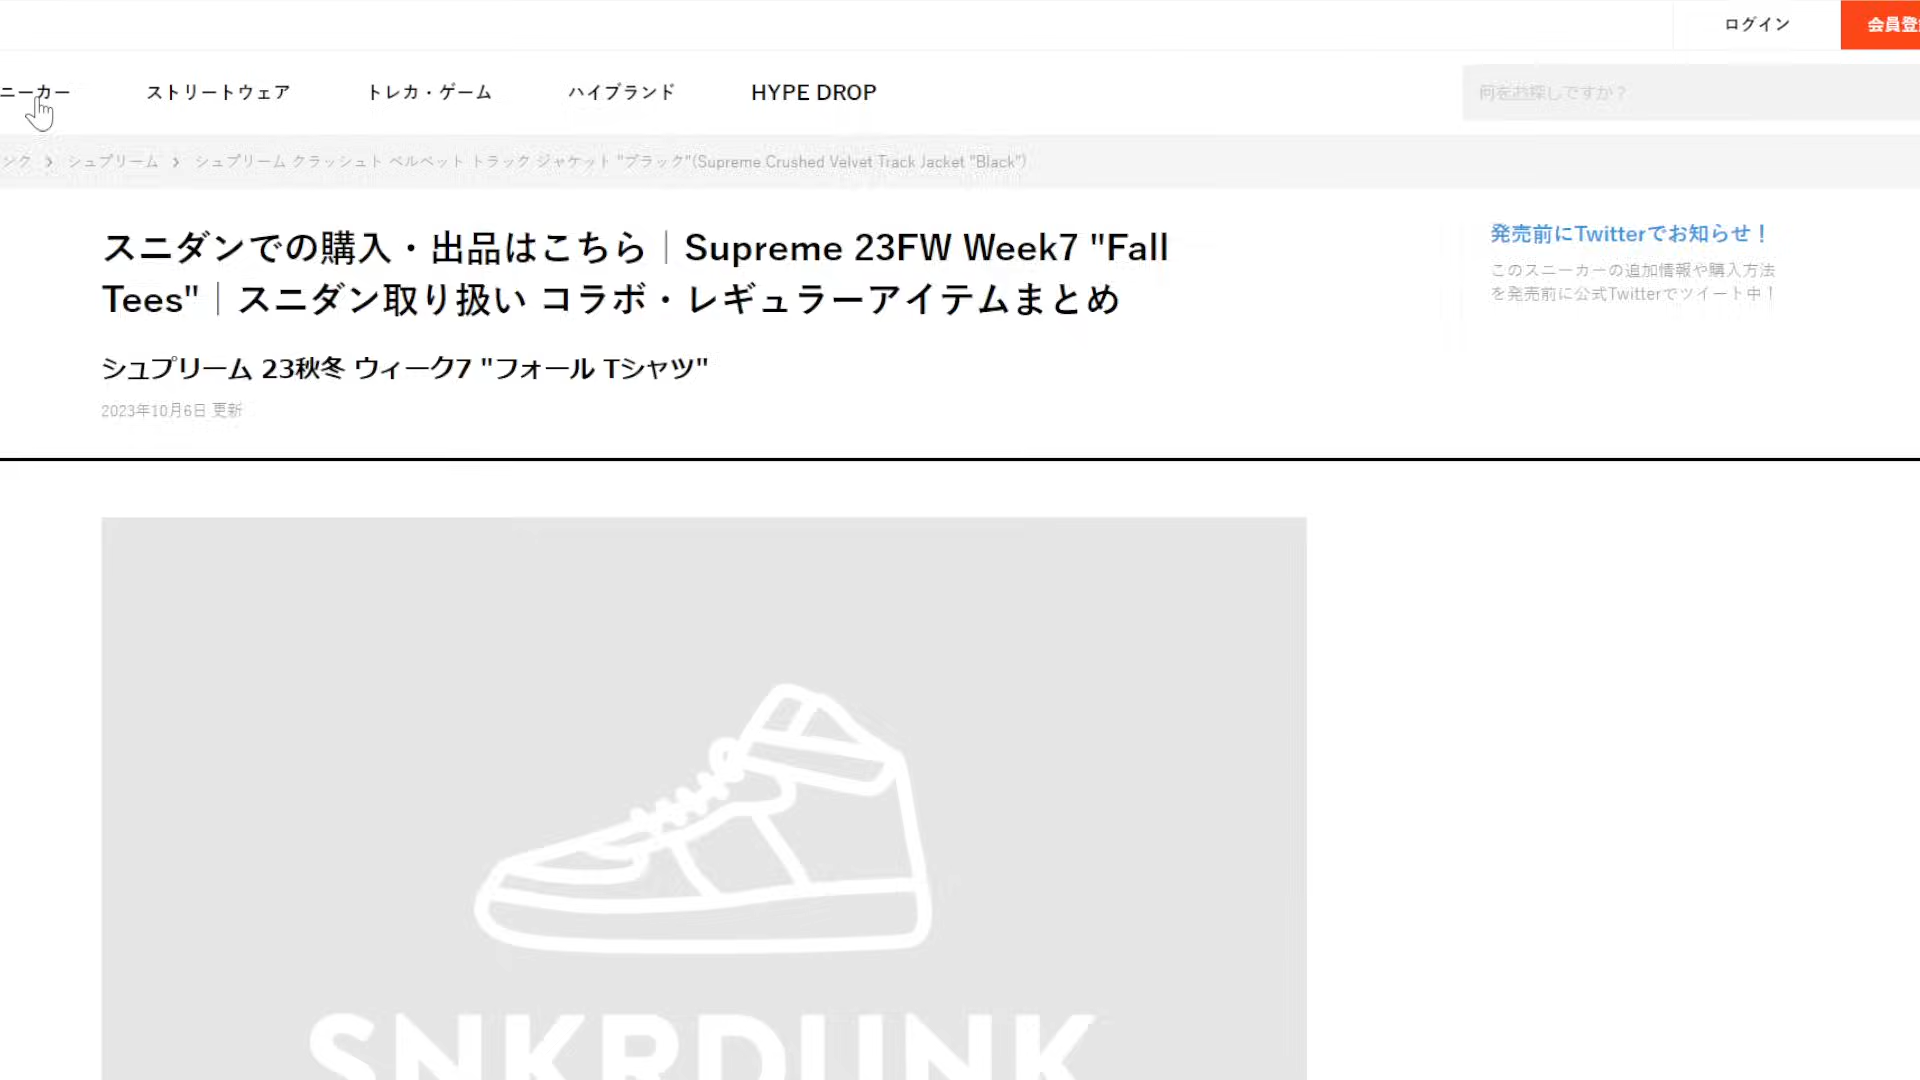 ログイン
会員登
ニーカー ストリートウェア トレカ・ゲーム ハイブランド HYPE DROP 何をお探しですか？
ンク > シュプリーム > シュプリーム クラッシュト ベルベット トラック ジャケット "ブラック"(Supreme Crushed Velvet Track Jacket "Black")
スニダンでの購入・出品はこちら｜Supreme 23FW Week7 "Fall
Tees"｜スニダン取り扱い コラボ・レギュラーアイテムまとめ
発売前にTwitterでお知らせ！
このスニーカーの追加情報や購入方法
を発売前に公式Twitterでツイート中！
シュプリーム 23秋冬 ウィーク7 "フォール Tシャツ"
2023年10月6日 更新
SNKRDUNK